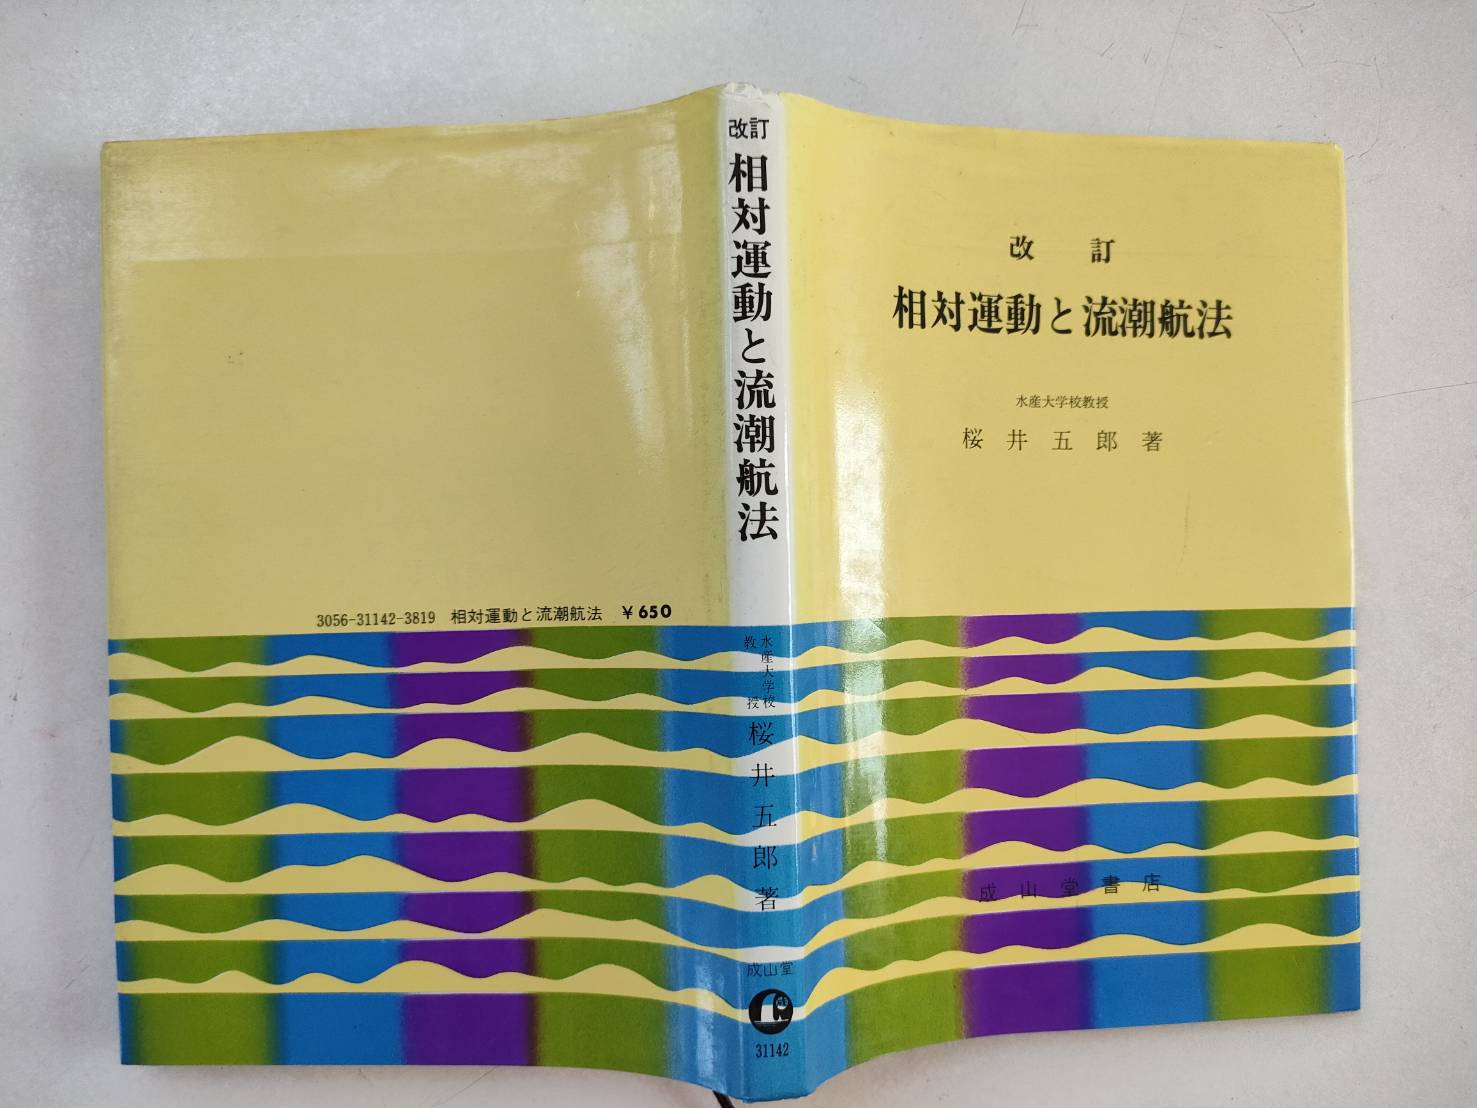 改訂
相対運動と流潮航法
水産大学校教授
桜井五郎著
成山堂書店
改訂
相対運動と流潮航法
水産大学校
教授
桜井五郎著
成山堂
31142
3056-31142-3819 相対運動と流潮航法 ￥650